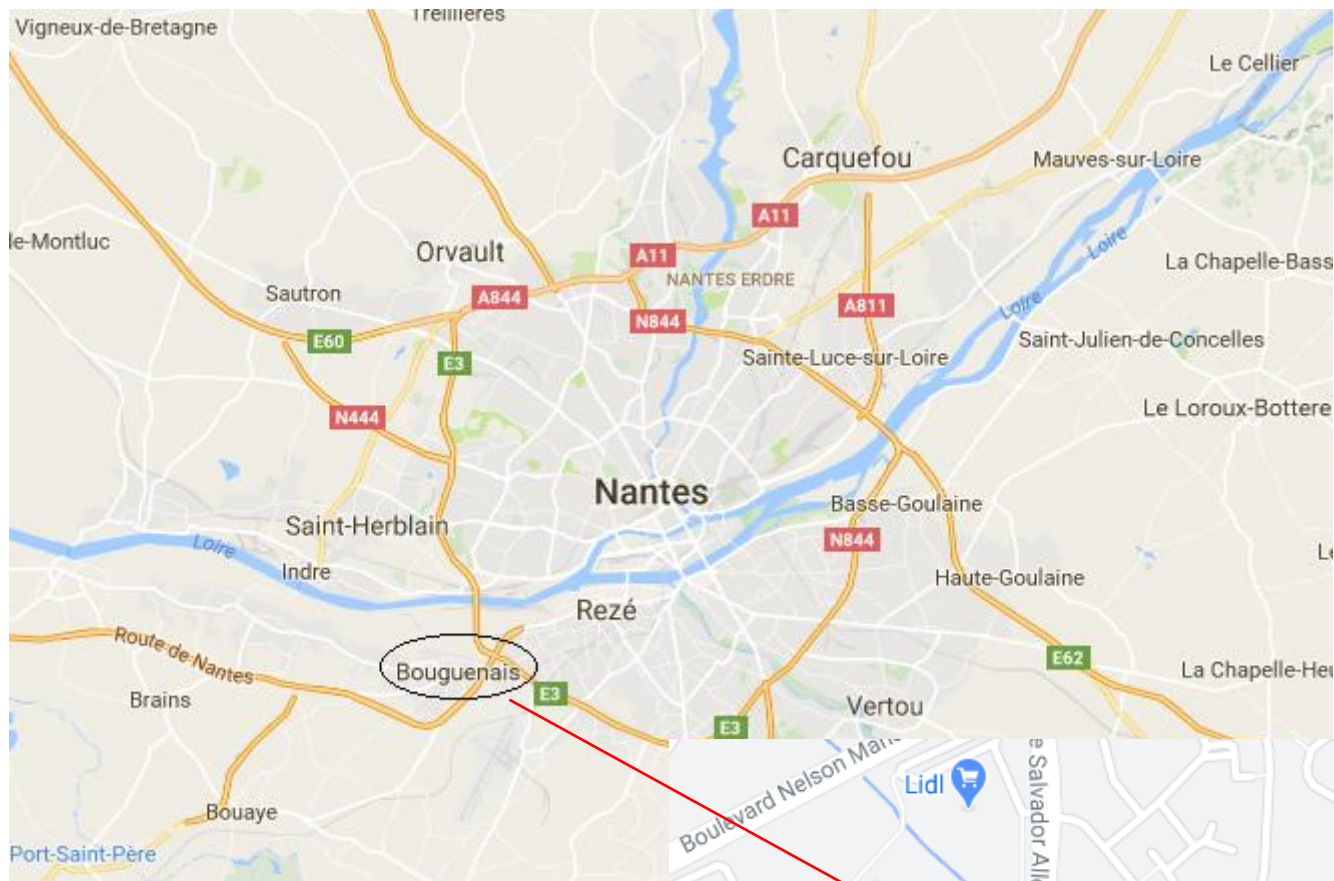 Treillières
Vigneux-de-Bretagne
Le Cellier
Carquefou
Mauves-sur-Loire
A11
le-Montluc
Orvault
A11
Loire
La Chapelle-Bass
NANTES ERDRE
Sautron
A844
A811
Loire
N844
E60
Saint-Julien-de-Concelles
E3
Sainte-Luce-sur-Loire
N444
Le Loroux-Bottere
Nantes
Basse-Goulaine
Saint-Herblain
N844
Loire
Le
Indre
Haute-Goulaine
Rezé
Route de Nantes
E62
Bouguenais
La Chapelle-Heu
Brains
E3
Vertou
E3
Boulevard Nelson Man
Lidl
e Salvador Alle
Bouaye
Port-Saint-Père